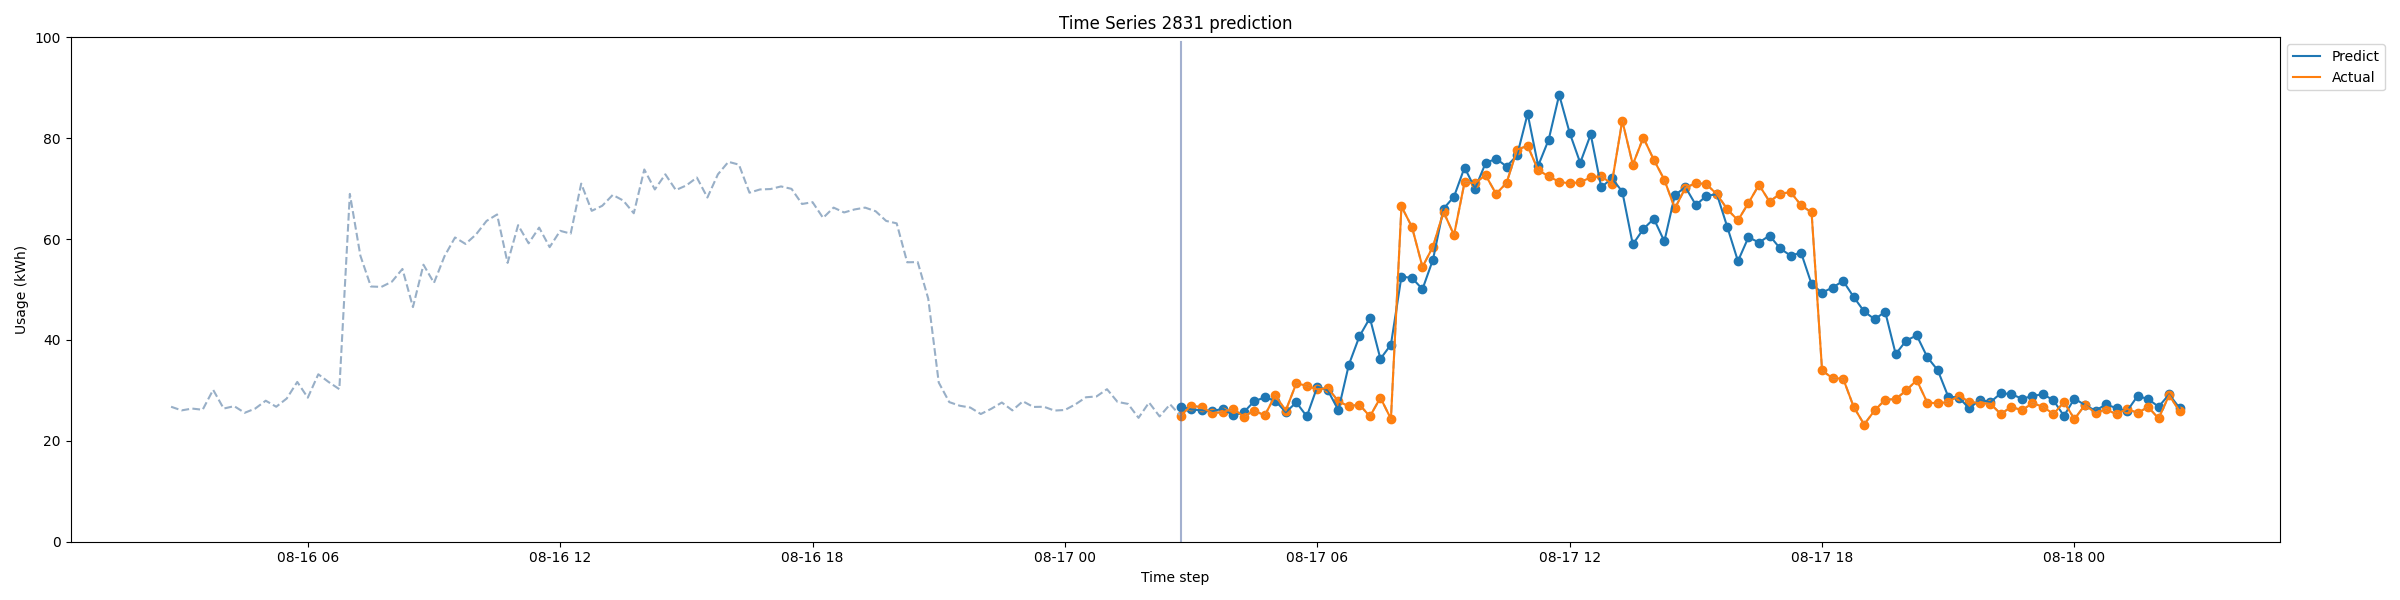 Time Series 2831 prediction
Predict
Actual
100
80
60
40
20
0
Usage (kWh)
08-16 06
08-16 12
08-16 18
08-17 00
08-17 06
08-17 12
08-17 18
08-18 00
Time step